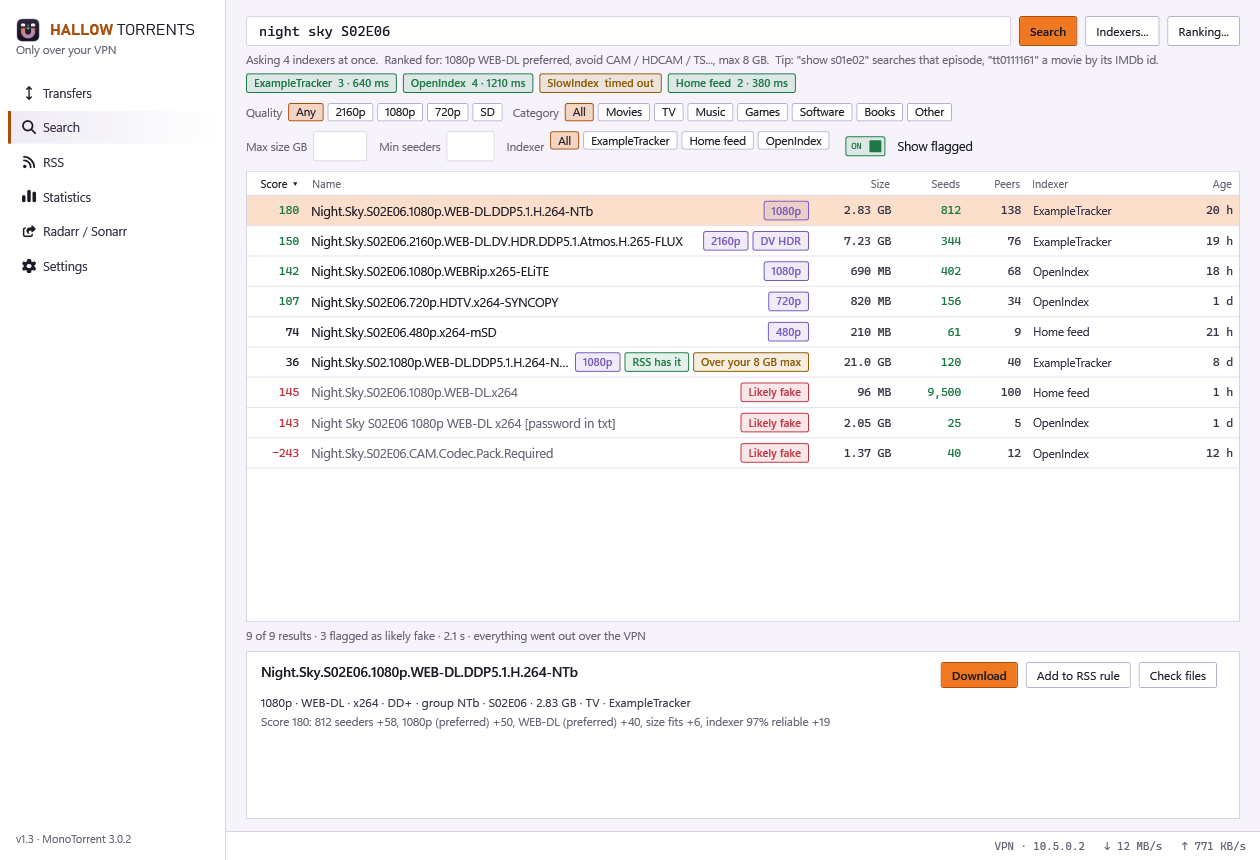 HALLOW TORRENTS
Only over your VPN
Transfers
Search
RSS
Statistics
Radarr / Sonarr
Settings
v1.3 · MonoTorrent 3.0.2
night sky S02E06
Search
Indexers...
Ranking...
Asking 4 indexers at once. Ranked for: 1080p WEB-DL preferred, avoid CAM / HDCAM / TS..., max 8 GB. Tip: "show s01e02" searches that episode, "tt0111161" a movie by its IMDb id.
ExampleTracker 3 · 640 ms
OpenIndex 4 · 1210 ms
SlowIndex timed out
Home feed 2 · 380 ms
Quality Any 2160p 1080p 720p SD Category All Movies TV Music Games Software Books Other
Max size GB Min seeders Indexer All ExampleTracker Home feed OpenIndex ON Show flagged
Score ▾ Name Size Seeds Peers Indexer Age
180 Night.Sky.S02E06.1080p.WEB-DL.DDP5.1.H.264-NTb 1080p 2.83 GB 812 138 ExampleTracker 20 h
150 Night.Sky.S02E06.2160p.WEB-DL.DV.HDR.DDP5.1.Atmos.H.265-FLUX 2160p DV HDR 7.23 GB 344 76 ExampleTracker 19 h
142 Night.Sky.S02E06.1080p.WEBRip.x265-ELiTE 1080p 690 MB 402 68 OpenIndex 18 h
107 Night.Sky.S02E06.720p.HDTV.x264-SYNCOPY 720p 820 MB 156 34 OpenIndex 1 d
74 Night.Sky.S02E06.480p.x264-mSD 480p 210 MB 61 9 Home feed 21 h
36 Night.Sky.S02.1080p.WEB-DL.DDP5.1.H.264-N... 1080p RSS has it Over your 8 GB max 21.0 GB 120 40 ExampleTracker 8 d
145 Night.Sky.S02E06.1080p.WEB-DL.x264 Likely fake 96 MB 9,500 100 Home feed 1 h
143 Night Sky S02E06 1080p WEB-DL x264 [password in txt] Likely fake 2.05 GB 25 5 OpenIndex 1 d
−243 Night.Sky.S02E06.CAM.Codec.Pack.Required Likely fake 1.37 GB 40 12 OpenIndex 12 h
9 of 9 results · 3 flagged as likely fake · 2.1 s · everything went out over the VPN
Night.Sky.S02E06.1080p.WEB-DL.DDP5.1.H.264-NTb
Download
Add to RSS rule
Check files
1080p · WEB-DL · x264 · DD+ · group NTb · S02E06 · 2.83 GB · TV · ExampleTracker
Score 180: 812 seeders +58, 1080p (preferred) +50, WEB-DL (preferred) +40, size fits +6, indexer 97% reliable +19
VPN · 10.5.0.2 ↓ 12 MB/s ↑ 771 KB/s